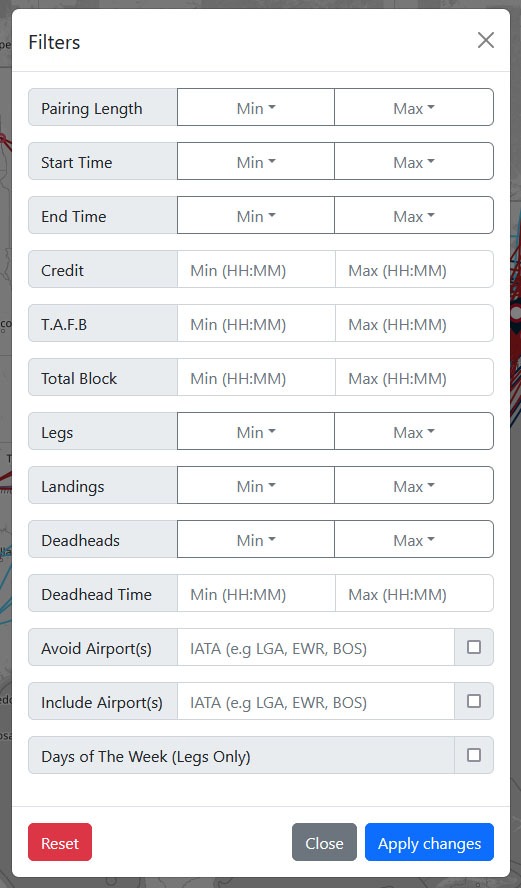 Filters
Pairing Length Min Max
Start Time Min Max
End Time Min Max
Credit Min (HH:MM) Max (HH:MM)
T.A.F.B Min (HH:MM) Max (HH:MM)
Total Block Min (HH:MM) Max (HH:MM)
Legs Min Max
Landings Min Max
Deadheads Min Max
Deadhead Time Min (HH:MM) Max (HH:MM)
Avoid Airport(s) IATA (e.g LGA, EWR, BOS)
Include Airport(s) IATA (e.g LGA, EWR, BOS)
Days of The Week (Legs Only)
Reset Close Apply changes